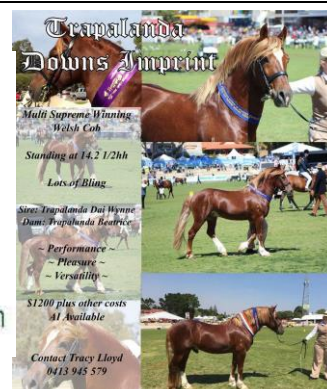 Trapalanda
Downs Imprint
Multi Supreme Winning
Welsh Cob
Standing at 14.2 1/2hh
Lots of Bling
Sire: Trapalanda Dai Wynne
Dam: Trapalanda Beatrice
~ Performance ~
~ Pleasure ~
~ Versatility ~
$1200 plus other costs
AI Available
Contact Tracy Lloyd
0413 945 579